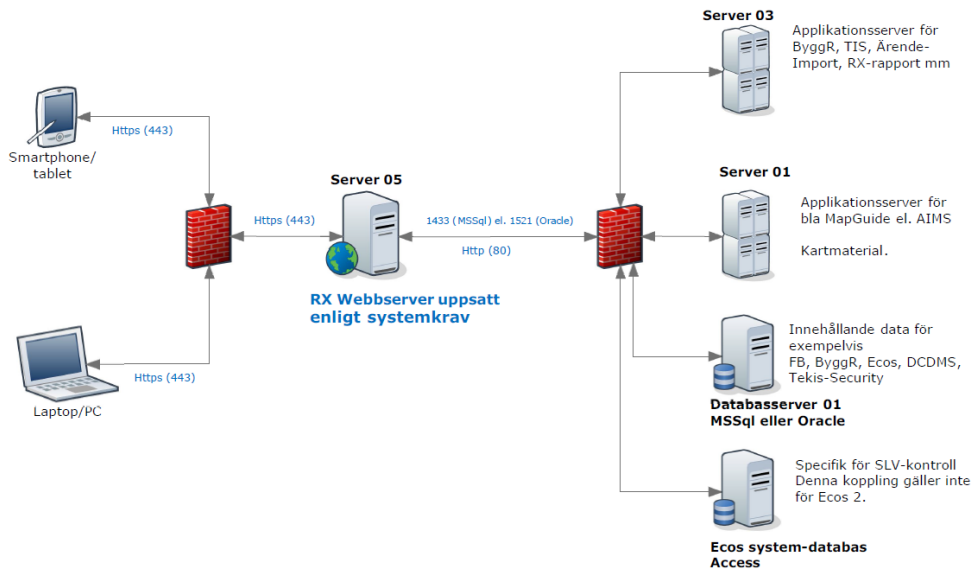 Server 03
Applikationsserver för
ByggR, TIS, Ärende-
Import, RX-rapport mm
Https (443)
Smartphone/
tablet
Server 05
Server 01
Applikationsserver för
bla MapGuide el. AIMS
Kartmaterial.
Https (443)
1433 (MSSql) el. 1521 (Oracle)
Http (80)
RX Webbserver uppsatt
enligt systemkrav
Innehållande data för
exempelvis
FB, ByggR, Ecos, DCDMS,
Tekis-Security
Https (443)
Laptop/PC
Databasserver 01
MSSql eller Oracle
Specifik för SLV-kontroll
Denna koppling gäller inte
för Ecos 2.
Ecos system-databas
Access